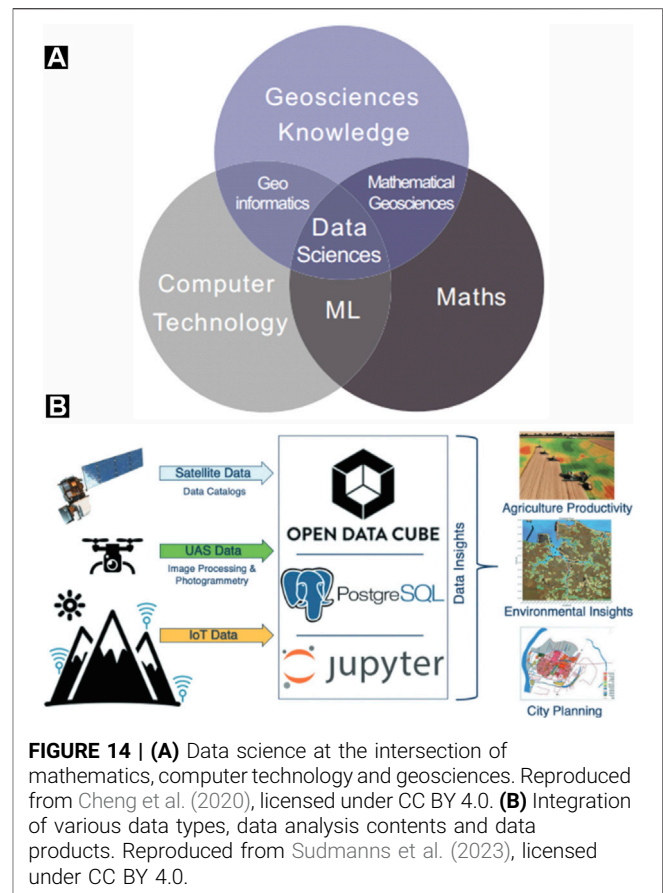 A
Geosciences
Knowledge
Geo
informatics
Mathematical
Geosciences
Data
Sciences
Computer
Technology
ML
Maths
B
Satellite Data
Data Catalogs
UAS Data
Image Processing &
Photogrammetry
IoT Data
OPEN DATA CUBE
PostgreSQL
jupyter
Data Insights
Agriculture Productivity
Environmental Insights
City Planning
FIGURE 14 | (A) Data science at the intersection of
mathematics, computer technology and geosciences. Reproduced
from Cheng et al. (2020), licensed under CC BY 4.0. (B) Integration
of various data types, data analysis contents and data
products. Reproduced from Sudmanns et al. (2023), licensed
under CC BY 4.0.